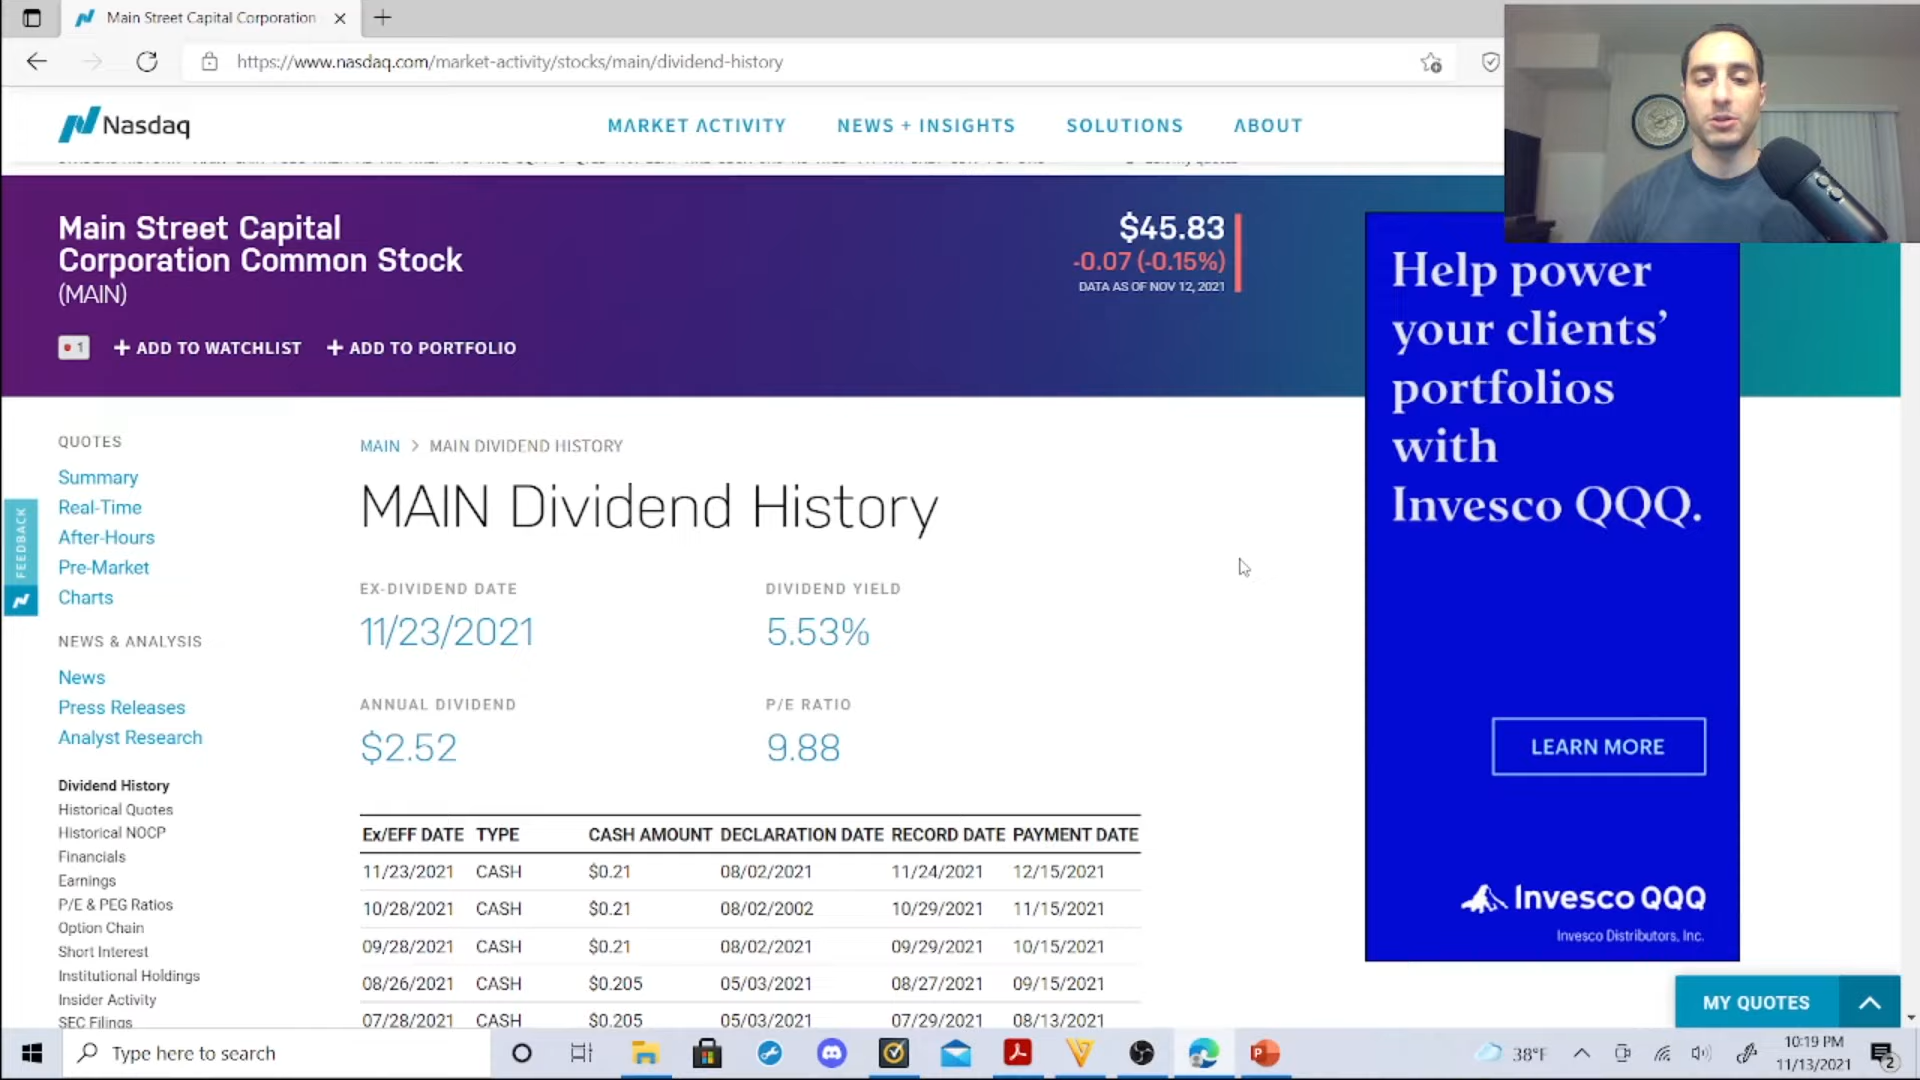 Main Street Capital Corporation
https://www.nasdaq.com/market-activity/stocks/main/dividend-history
Nasdaq
MARKET ACTIVITY
NEWS + INSIGHTS
SOLUTIONS
ABOUT
Main Street Capital
Corporation Common Stock
(MAIN)
$45.83
-0.07 (-0.15%)
DATA AS OF NOV 12, 2021
1
+ ADD TO WATCHLIST
+ ADD TO PORTFOLIO
Help power
your clients’
portfolios
with
Invesco QQQ.
LEARN MORE
Invesco QQQ
Invesco Distributors, Inc.
FEEDBACK
QUOTES
Summary
Real-Time
After-Hours
Pre-Market
Charts
NEWS & ANALYSIS
News
Press Releases
Analyst Research
Dividend History
Historical Quotes
Historical NOCP
Financials
Earnings
P/E & PEG Ratios
Option Chain
Short Interest
Institutional Holdings
Insider Activity
SEC Filings
MAIN > MAIN DIVIDEND HISTORY
MAIN Dividend History
EX-DIVIDEND DATE
11/23/2021
DIVIDEND YIELD
5.53%
ANNUAL DIVIDEND
$2.52
P/E RATIO
9.88
Ex/EFF DATE TYPE CASH AMOUNT DECLARATION DATE RECORD DATE PAYMENT DATE
11/23/2021 CASH $0.21 08/02/2021 11/24/2021 12/15/2021
10/28/2021 CASH $0.21 08/02/2002 10/29/2021 11/15/2021
09/28/2021 CASH $0.21 08/02/2021 09/29/2021 10/15/2021
08/26/2021 CASH $0.205 05/03/2021 08/27/2021 09/15/2021
07/28/2021 CASH $0.205 05/03/2021 07/29/2021 08/13/2021
MY QUOTES
Type here to search
38°F
10:19 PM
11/13/2021
2